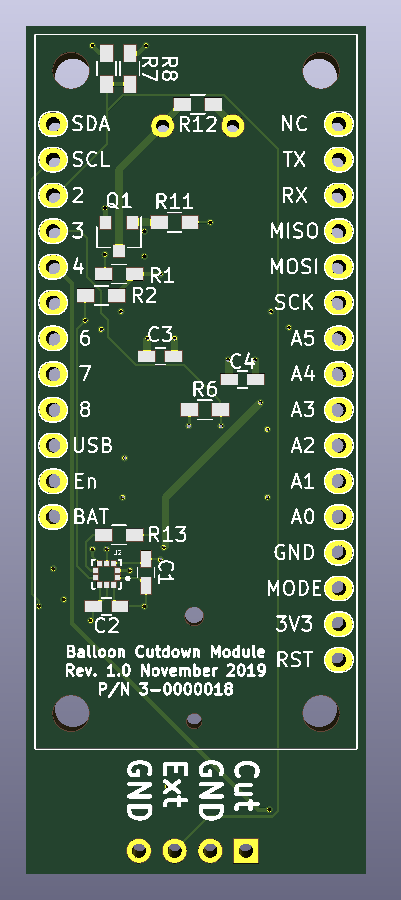 R7
R8
SDA
R12
NC
SCL
TX
2
Q1
R11
RX
3
MISO
4
R1
MOSI
R2
SCK
6
C3
A5
7
C4
A4
8
R6
A3
USB
A2
En
A1
BAT
A0
R13
J2
C1
GND
MODE
C2
3V3
Balloon Cutdown Module
Rev. 1.0 November 2019
P/N 3-0000018
RST
GND
Ext
GND
Cut